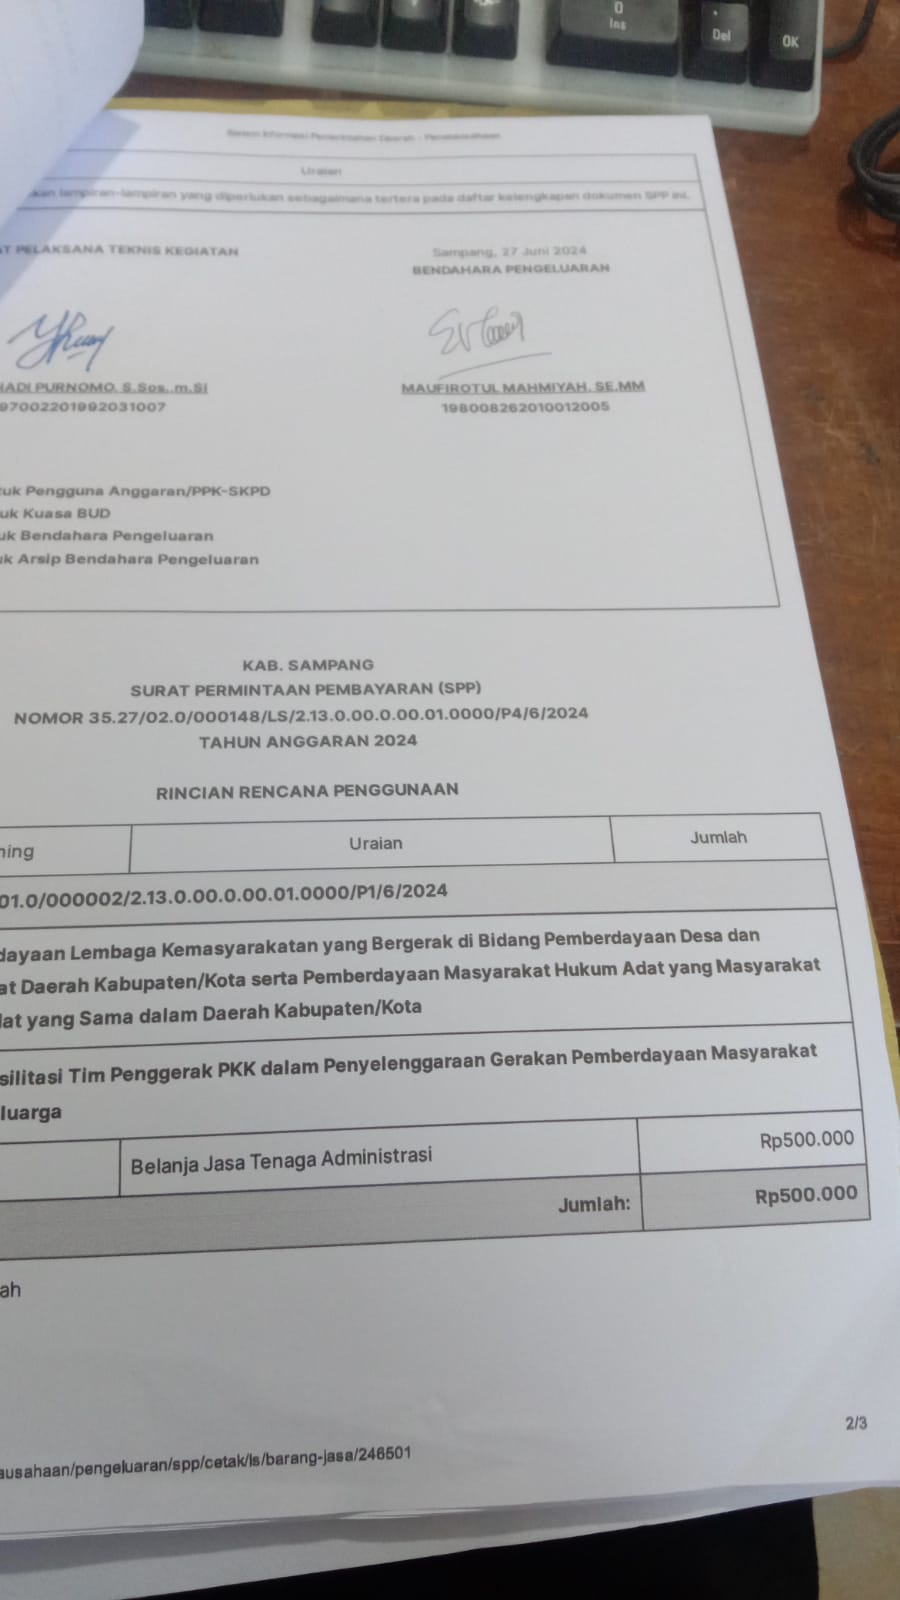 0
Ins
Del
OK
Sistem Informasi Pemerintahan Daerah - Penatausahaan
Uraian
kan lampiran-lampiran yang diperlukan sebagaimana tertera pada daftar kelengkapan dokumen SPP ini.
T PELAKSANA TEKNIS KEGIATAN
Sampang, 27 Juni 2024
BENDAHARA PENGELUARAN
HADI PURNOMO, S.Sos.,m.Si
MAUFIROTUL MAHMIYAH, SE.MM
97002201992031007
198008262010012005
tuk Pengguna Anggaran/PPK-SKPD
uk Kuasa BUD
uk Bendahara Pengeluaran
uk Arsip Bendahara Pengeluaran
KAB. SAMPANG
SURAT PERMINTAAN PEMBAYARAN (SPP)
NOMOR 35.27/02.0/000148/LS/2.13.0.00.0.00.01.0000/P4/6/2024
TAHUN ANGGARAN 2024
RINCIAN RENCANA PENGGUNAAN
ning Uraian Jumlah
01.0/000002/2.13.0.00.0.00.01.0000/P1/6/2024
dayaan Lembaga Kemasyarakatan yang Bergerak di Bidang Pemberdayaan Desa dan
at Daerah Kabupaten/Kota serta Pemberdayaan Masyarakat Hukum Adat yang Masyarakat
lat yang Sama dalam Daerah Kabupaten/Kota
silitasi Tim Penggerak PKK dalam Penyelenggaraan Gerakan Pemberdayaan Masyarakat
luarga
Belanja Jasa Tenaga Administrasi Rp500.000
Jumlah: Rp500.000
ah
2/3
ausahaan/pengeluaran/spp/cetak/ls/barang-jasa/246501